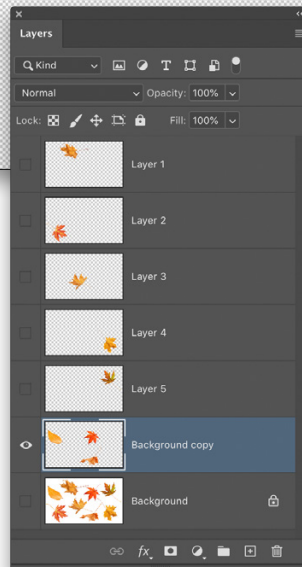 Layers
Kind
Normal Opacity: 100%
Lock: Fill: 100%
Layer 1
Layer 2
Layer 3
Layer 4
Layer 5
Background copy
Background
fx